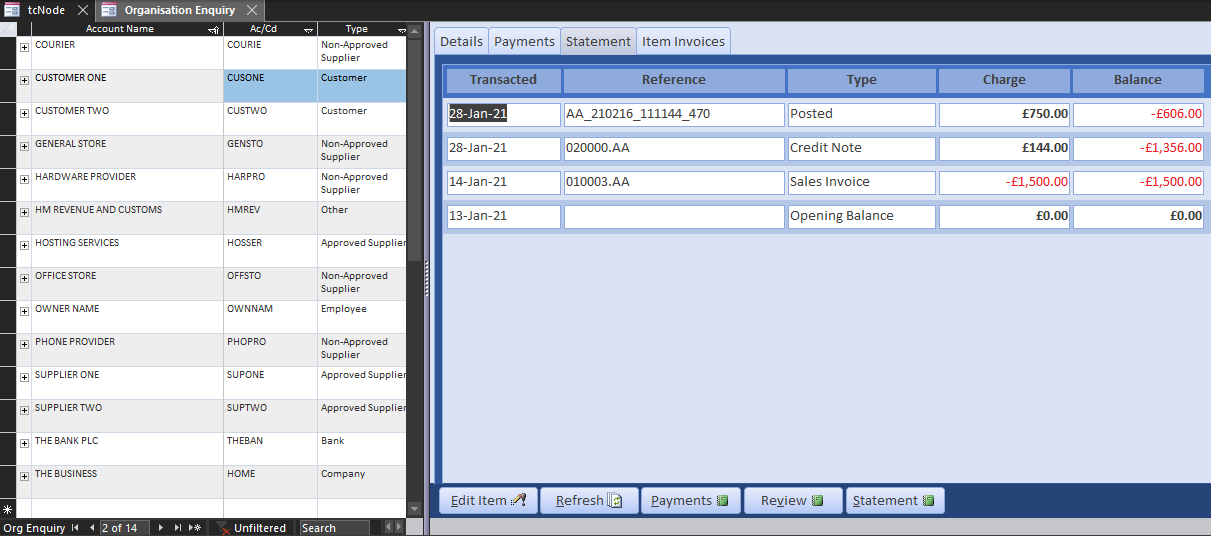 tcNode
Organisation Enquiry
Account Name Ac/Cd Type
COURIER COURIE Non-Approved
Supplier
CUSTOMER ONE CUSONE Customer
CUSTOMER TWO CUSTWO Customer
GENERAL STORE GENSTO Non-Approved
Supplier
HARDWARE PROVIDER HARPRO Non-Approved
Supplier
HM REVENUE AND CUSTOMS HMREV Other
HOSTING SERVICES HOSSER Approved Supplier
OFFICE STORE OFFSTO Non-Approved
Supplier
OWNER NAME OWNNAM Employee
PHONE PROVIDER PHOPRO Non-Approved
Supplier
SUPPLIER ONE SUPONE Approved Supplier
SUPPLIER TWO SUPTWO Approved Supplier
THE BANK PLC THEBAN Bank
THE BUSINESS HOME Company
Org Enquiry 2 of 14 Unfiltered Search
Details Payments Statement Item Invoices
Transacted Reference Type Charge Balance
28-Jan-21 AA_210216_111144_470 Posted £750.00 -£606.00
28-Jan-21 020000.AA Credit Note £144.00 -£1,356.00
14-Jan-21 010003.AA Sales Invoice -£1,500.00 -£1,500.00
13-Jan-21 Opening Balance £0.00 £0.00
Edit Item Refresh Payments Review Statement